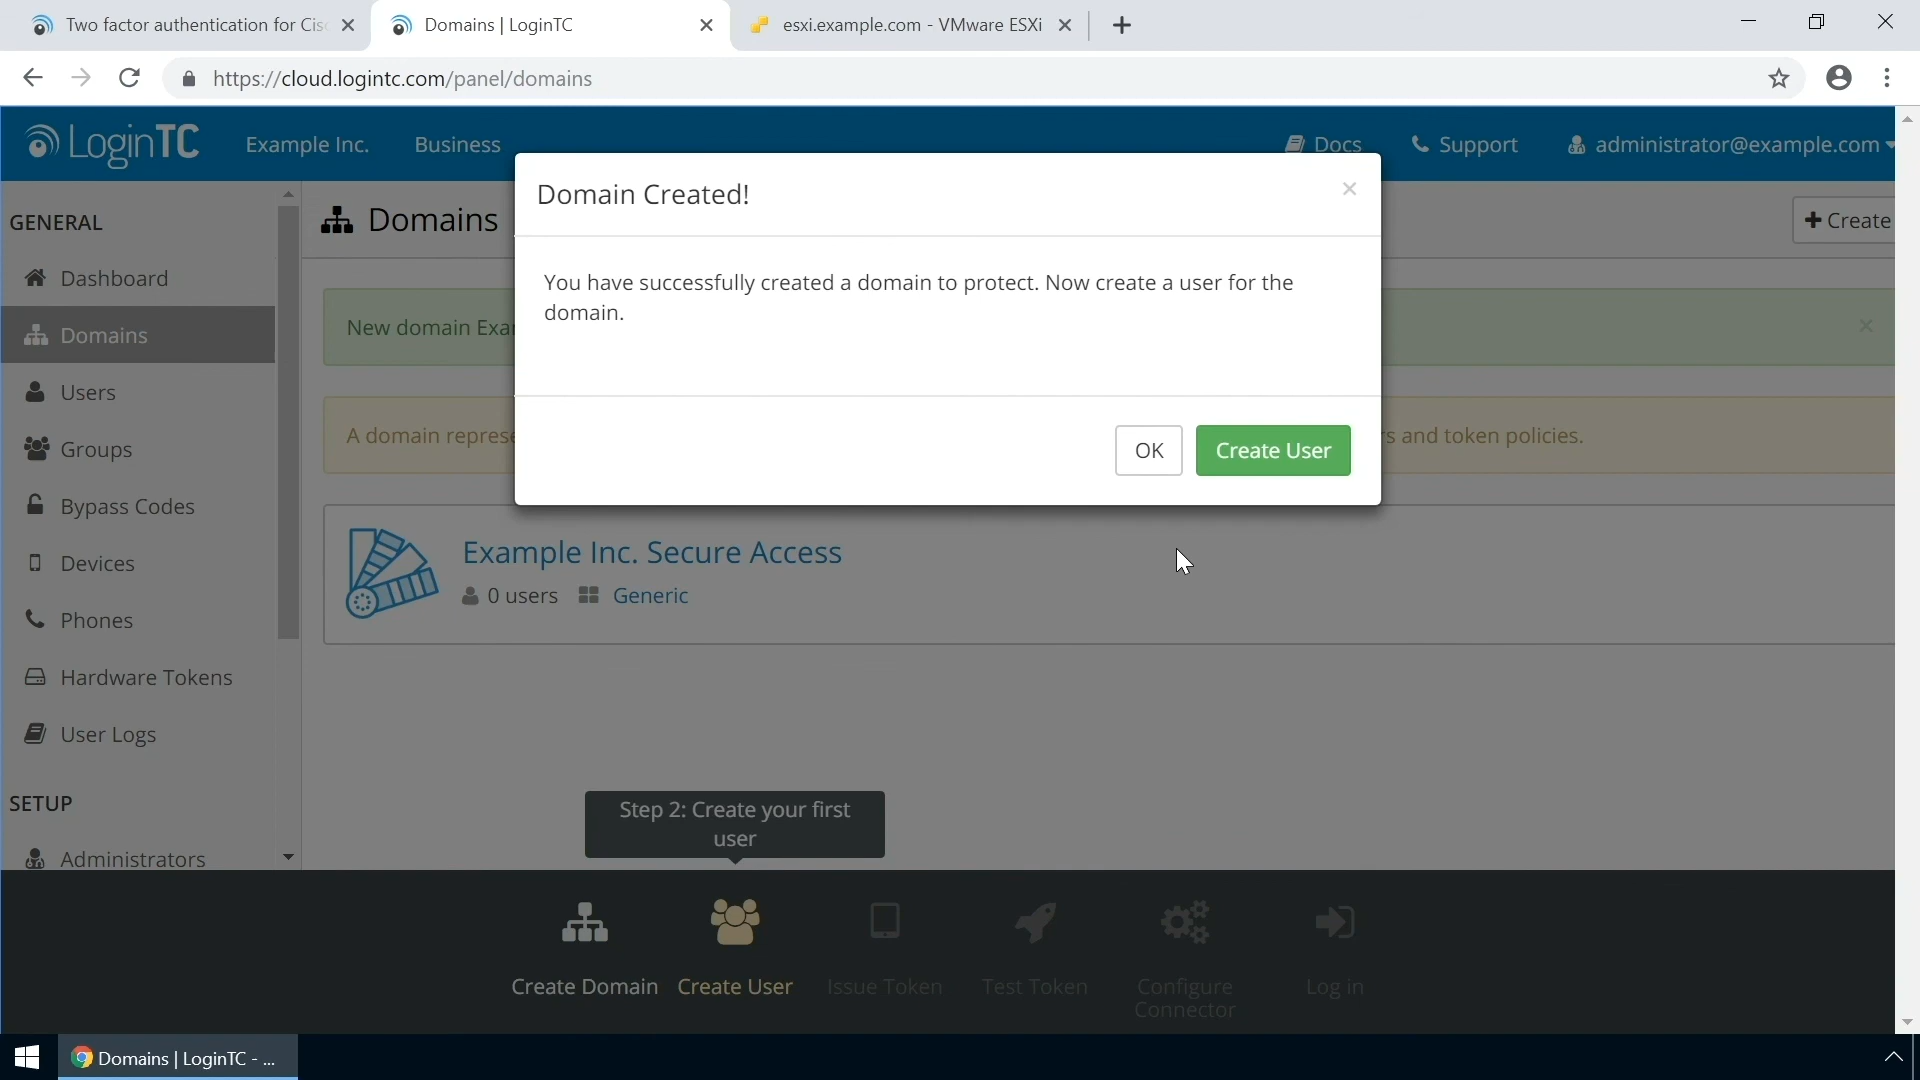 Two factor authentication for Cis
Domains | LoginTC
esxi.example.com - VMware ESXi
https://cloud.logintc.com/panel/domains
LoginTC
Example Inc.
Business
Docs
Support
administrator@example.com
Domain Created!
You have successfully created a domain to protect. Now create a user for the
domain.
OK
Create User
GENERAL
Dashboard
Domains
Users
Groups
Bypass Codes
Devices
Phones
Hardware Tokens
User Logs
SETUP
Administrators
Domains
Create
New domain Exa
A domain represe
s and token policies.
Example Inc. Secure Access
0 users
Generic
Step 2: Create your first
user
Create Domain
Create User
Issue Token
Test Token
Configure
Connector
Log in
Domains | LoginTC - ...